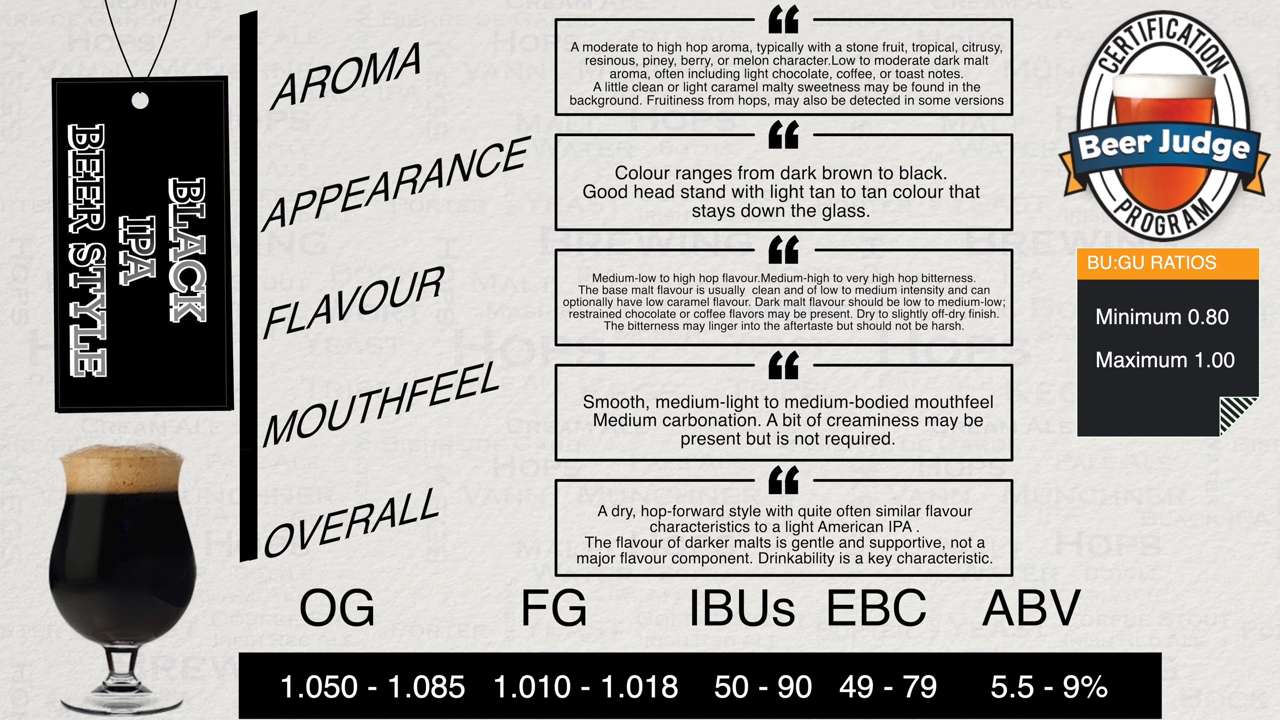 BLACK
IPA
BEER STYLE
AROMA
A moderate to high hop aroma, typically with a stone fruit, tropical, citrusy,
resinous, piney, berry, or melon character.Low to moderate dark malt
aroma, often including light chocolate, coffee, or toast notes.
A little clean or light caramel malty sweetness may be found in the
background. Fruitiness from hops, may also be detected in some versions
APPEARANCE
Colour ranges from dark brown to black.
Good head stand with light tan to tan colour that
stays down the glass.
FLAVOUR
Medium-low to high hop flavour.Medium-high to very high hop bitterness.
The base malt flavour is usually clean and of low to medium intensity and can
optionally have low caramel flavour. Dark malt flavour should be low to medium-low;
restrained chocolate or coffee flavors may be present. Dry to slightly off-dry finish.
The bitterness may linger into the aftertaste but should not be harsh.
MOUTHFEEL
Smooth, medium-light to medium-bodied mouthfeel
Medium carbonation. A bit of creaminess may be
present but is not required.
OVERALL
A dry, hop-forward style with quite often similar flavour
characteristics to a light American IPA .
The flavour of darker malts is gentle and supportive, not a
major flavour component. Drinkability is a key characteristic.
CERTIFICATION
Beer Judge
PROGRAM
BU:GU RATIOS
Minimum 0.80
Maximum 1.00
OG FG IBUs EBC ABV
1.050 - 1.085 1.010 - 1.018 50 - 90 49 - 79 5.5 - 9%